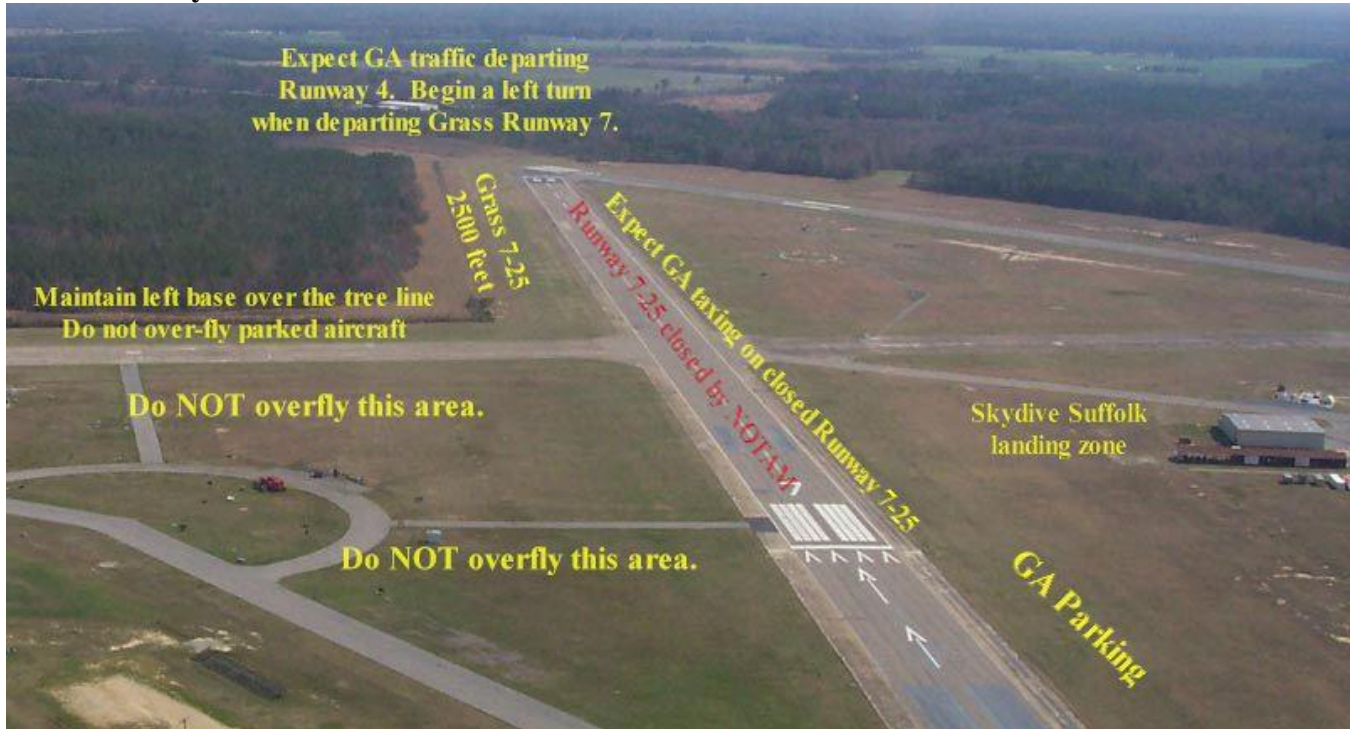 Expect GA traffic departing
Runway 4. Begin a left turn
when departing Grass Runway 7.
Grass 7-25
2500 feet
Expect GA taxing on closed Runway 7-25
Runway 7-25 closed by NOTAM
Maintain left base over the tree line
Do not over-fly parked aircraft
Do NOT overfly this area.
Skydive Suffolk
landing zone
7
Do NOT overfly this area.
GA Parking